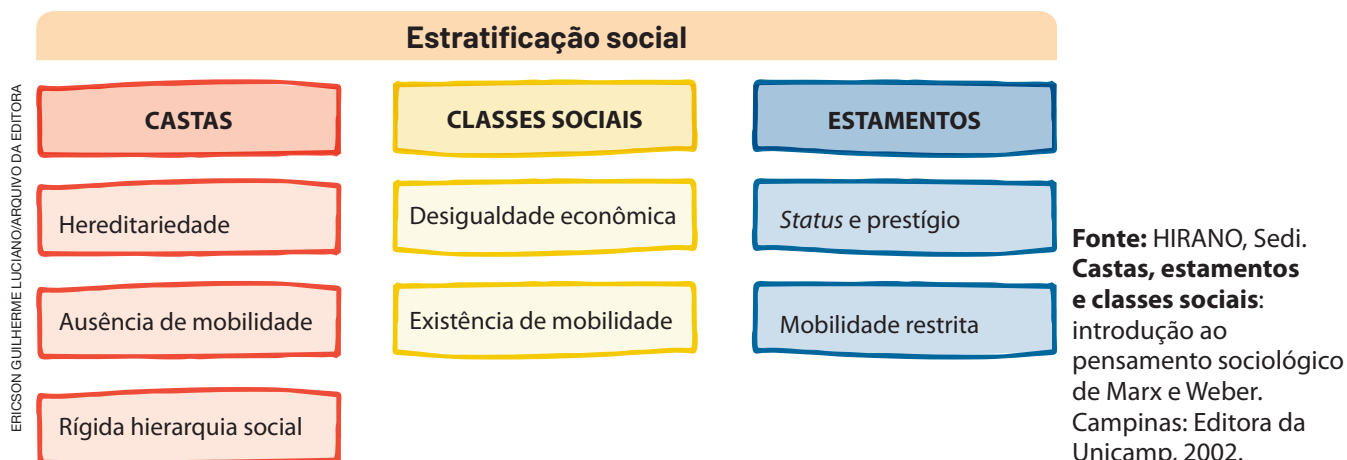 Estratificação social
CASTAS
Hereditariedade
Ausência de mobilidade
Rígida hierarquia social
CLASSES SOCIAIS
Desigualdade econômica
Existência de mobilidade
ESTAMENTOS
Status e prestígio
Mobilidade restrita
ERICSON GUILHERME LUCIANO/ARQUIVO DA EDITORA
Fonte: HIRANO, Sedi.
Castas, estamentos
e classes sociais:
introdução ao
pensamento sociológico
de Marx e Weber.
Campinas: Editora da
Unicamp, 2002.